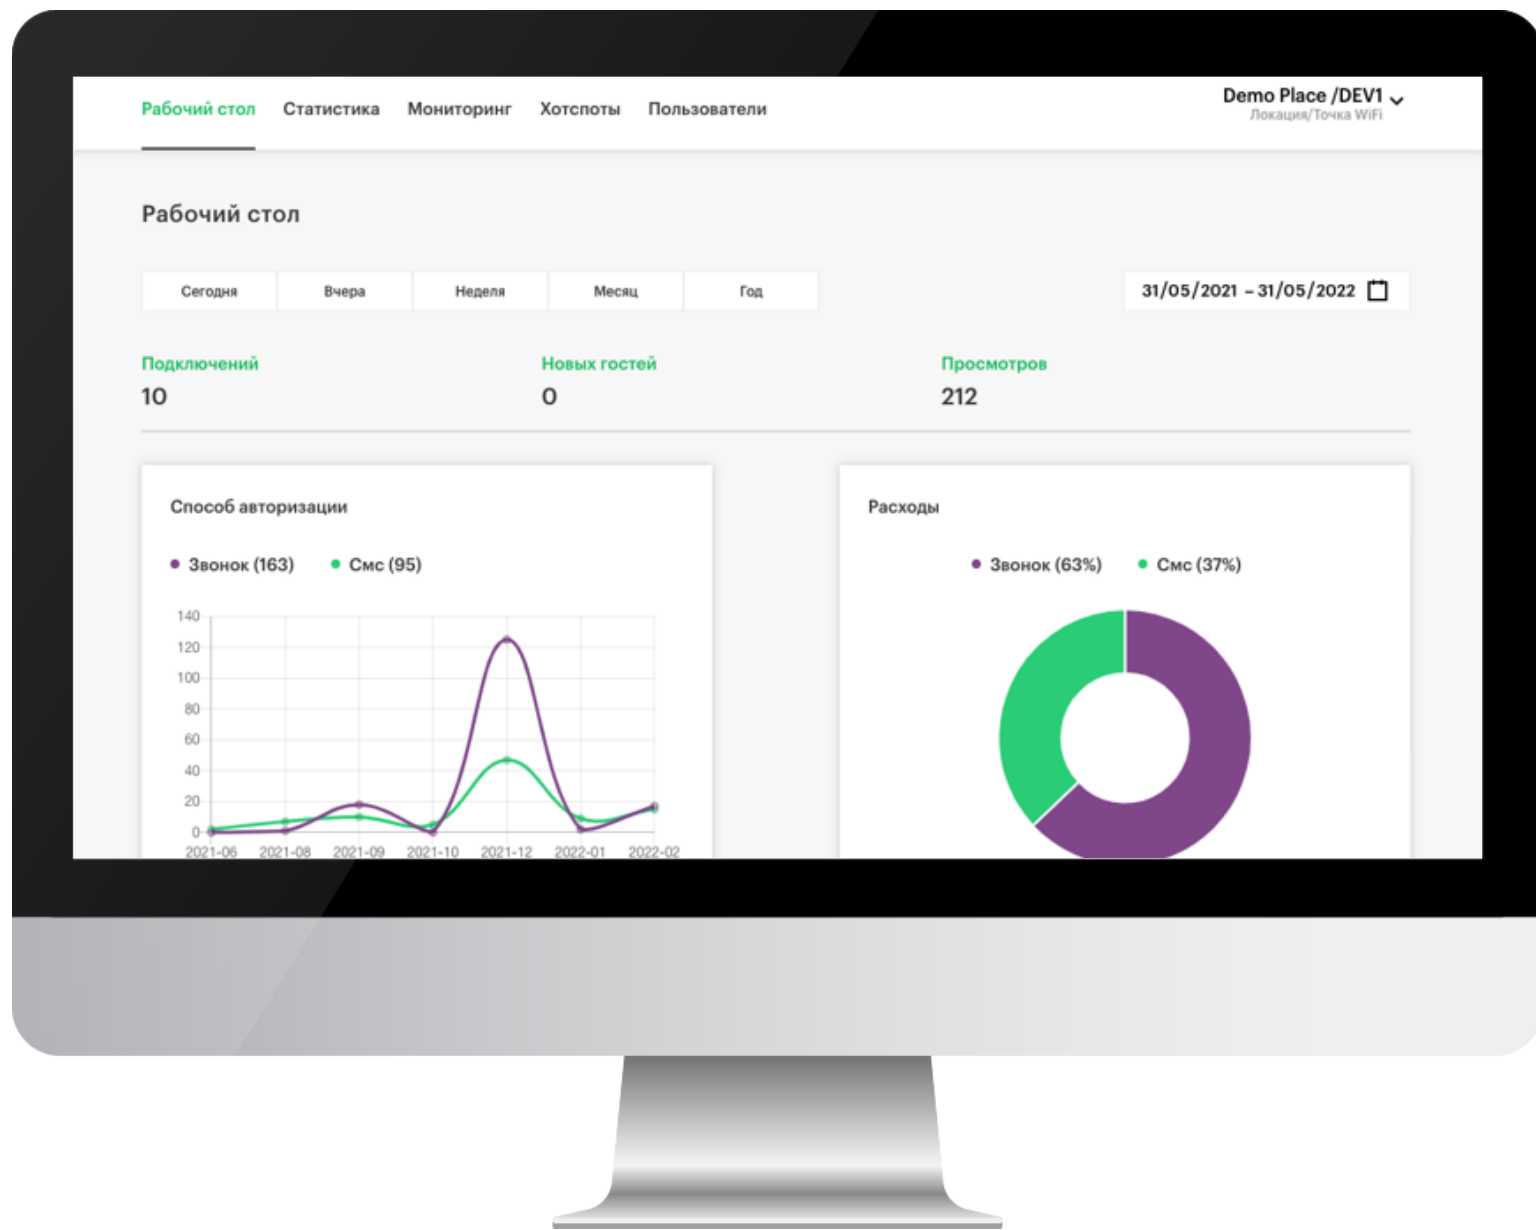 Рабочий стол Статистика Мониторинг Хотспоты Пользователи
Demo Place /DEV1
Локация/Точка WiFi
Рабочий стол
Сегодня Вчера Неделя Месяц Год
31/05/2021 – 31/05/2022
Подключений Новых гостей Просмотров
10 0 212
Способ авторизации
Звонок (163) Смс (95)
140
120
100
80
60
40
20
0
2021-06 2021-08 2021-09 2021-10 2021-12 2022-01 2022-02
Расходы
Звонок (63%) Смс (37%)